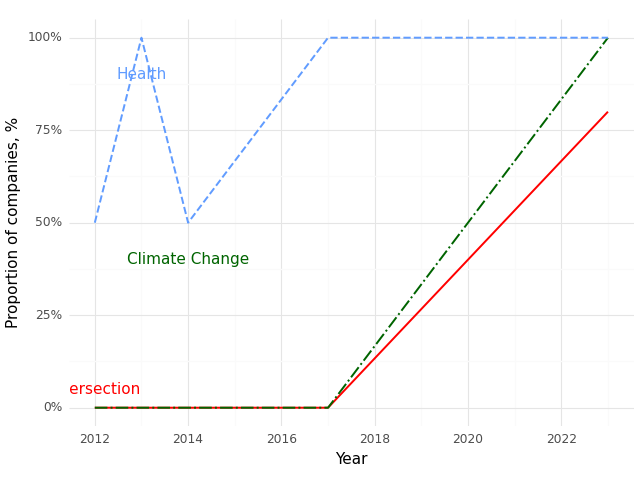 100%
Health
75%
50%
Climate Change
25%
ersection
0%
2012 2014 2016 2018 2020 2022
Year
Proportion of companies, %